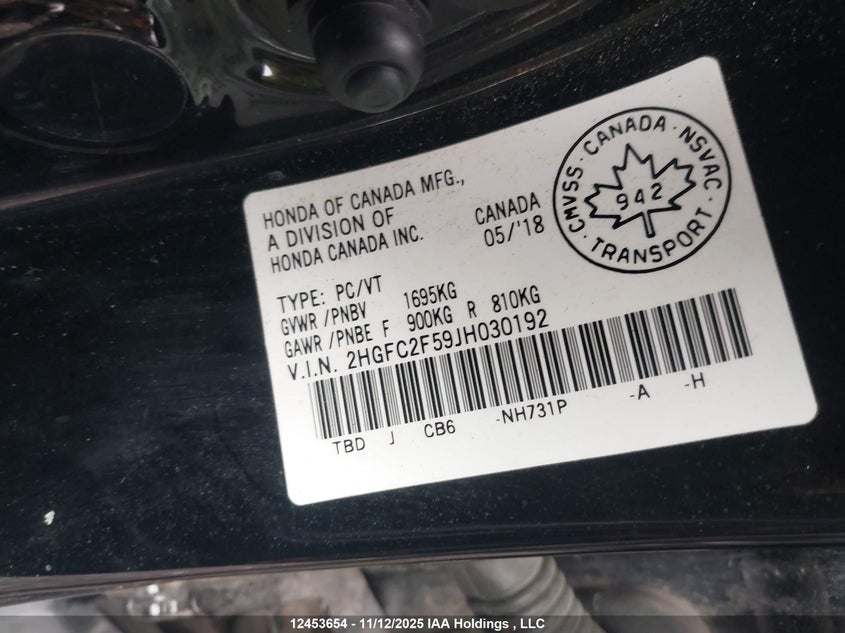 HONDA OF CANADA MFG.,
A DIVISION OF
HONDA CANADA INC.
CANADA
05/'18
CMVSS · CANADA · NSVAC
942
· TRANSPORT ·
TYPE: PC/VT
GVWR /PNBV 1695KG
GAWR /PNBE F 900KG R 810KG
V.I.N. 2HGFC2F59JH030192
TBD J CB6 -NH731P -A -H
12453654 - 11/12/2025 IAA Holdings , LLC